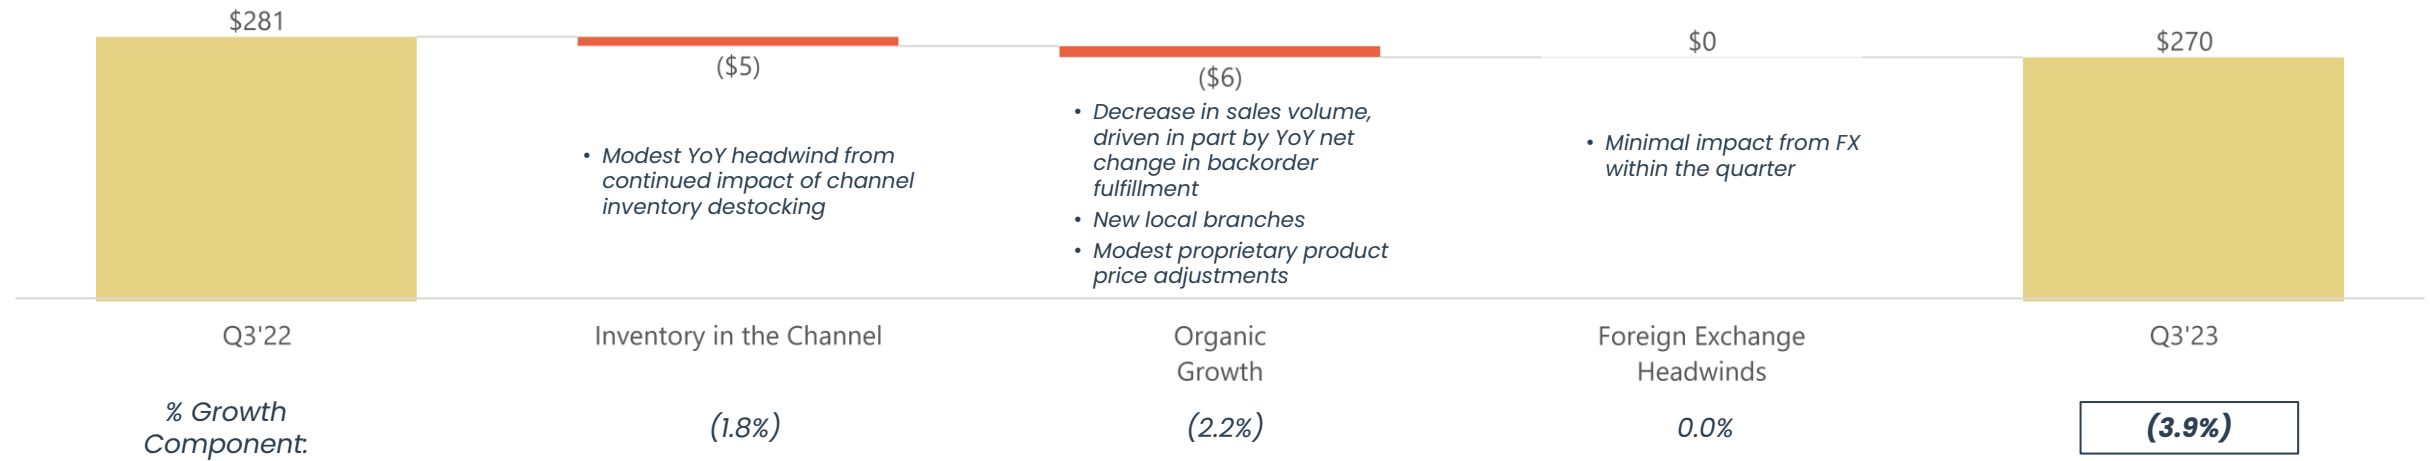 $281
($5)
($6)
$0
$270
• Modest YoY headwind from
continued impact of channel
inventory destocking
• Decrease in sales volume,
driven in part by YoY net
change in backorder
fulfillment
• New local branches
• Modest proprietary product
price adjustments
• Minimal impact from FX
within the quarter
Q3'22
Inventory in the Channel
Organic
Growth
Foreign Exchange
Headwinds
Q3'23
% Growth
Component:
(1.8%)
(2.2%)
0.0%
(3.9%)